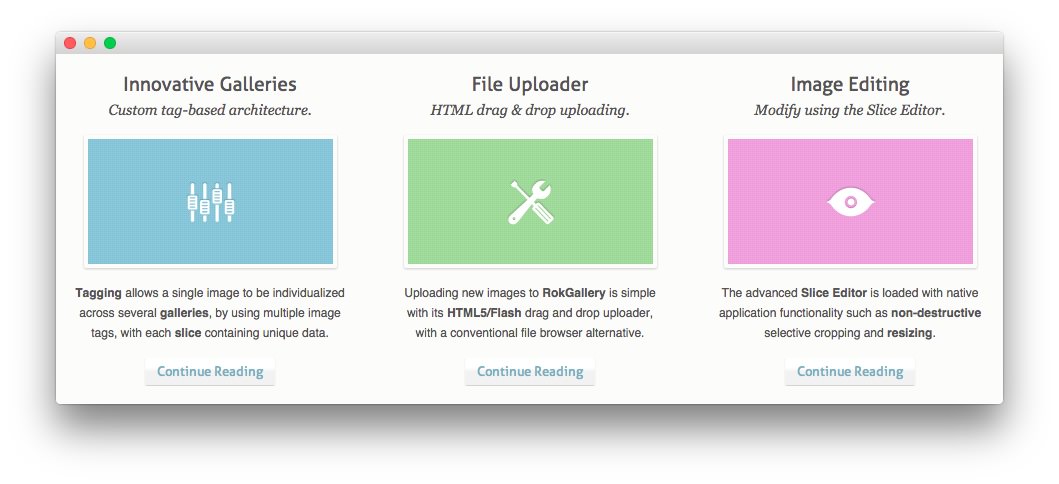 Innovative Galleries
Custom tag-based architecture.
Tagging allows a single image to be individualized
across several galleries, by using multiple image
tags, with each slice containing unique data.
Continue Reading
File Uploader
HTML drag & drop uploading.
Uploading new images to RokGallery is simple
with its HTML5/Flash drag and drop uploader,
with a conventional file browser alternative.
Continue Reading
Image Editing
Modify using the Slice Editor.
The advanced Slice Editor is loaded with native
application functionality such as non-destructive
selective cropping and resizing.
Continue Reading